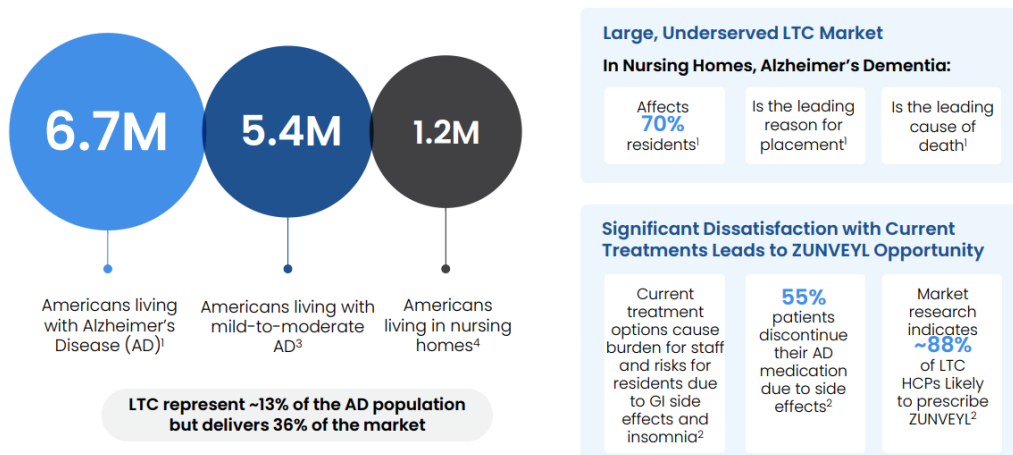 6.7M
5.4M
1.2M
Americans living
with Alzheimer's
Disease (AD)¹
Americans living with
mild-to-moderate
AD³
Americans
living in nursing
homes⁴
LTC represent ~13% of the AD population
but delivers 36% of the market
Large, Underserved LTC Market
In Nursing Homes, Alzheimer's Dementia:
Affects
70%
residents¹
Is the leading
reason for
placement¹
Is the leading
cause of
death¹
Significant Dissatisfaction with Current
Treatments Leads to ZUNVEYL Opportunity
Current
treatment
options cause
burden for staff
and risks for
residents due
to GI side
effects and
insomnia²
55%
patients
discontinue
their AD
medication
due to side
effects²
Market
research
indicates
~88%
of LTC
HCPs Likely
to prescribe
ZUNVEYL²